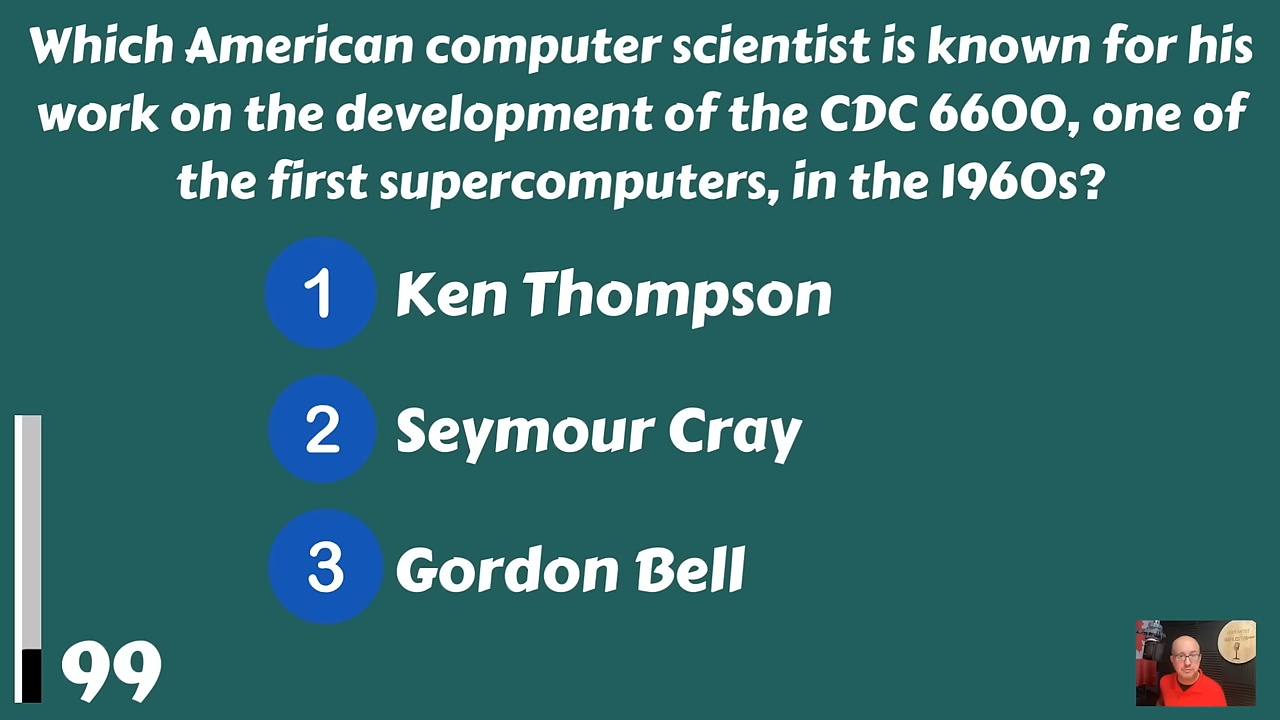 Which American computer scientist is known for his
work on the development of the CDC 6600, one of
the first supercomputers, in the 1960s?
1 Ken Thompson
2 Seymour Cray
3 Gordon Bell
99